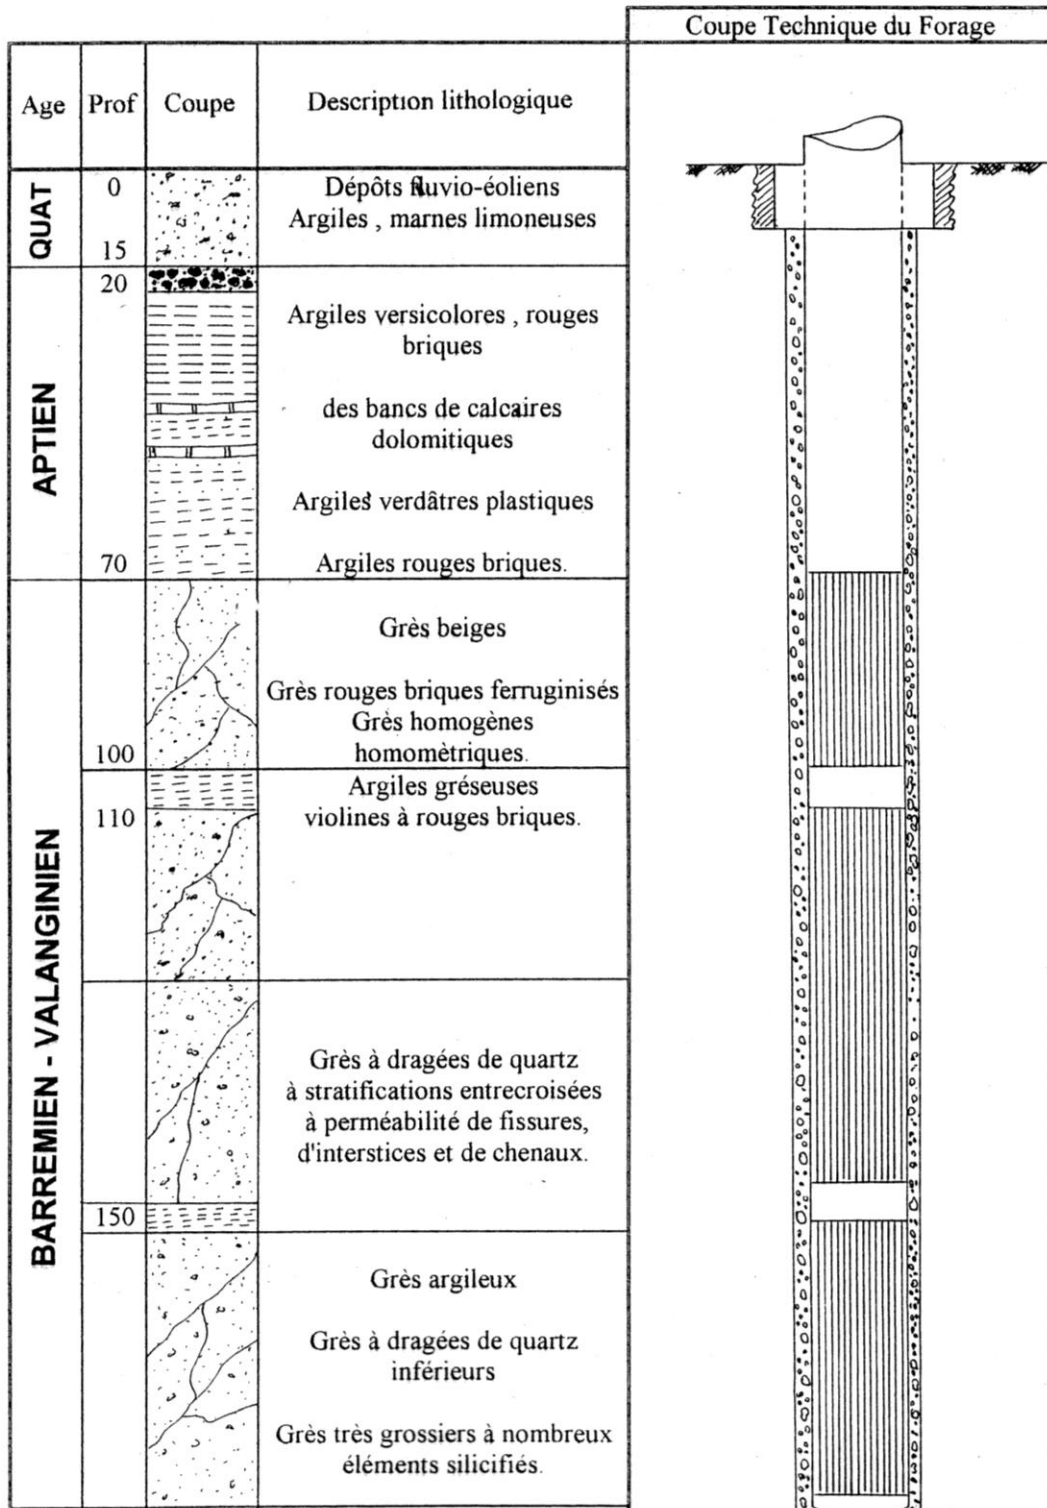 Coupe Technique du Forage
Age
Prof
Coupe
Description lithologique
QUAT
0
15
Dépôts fluvio-éoliens
Argiles , marnes limoneuses
APTIEN
20
70
Argiles versicolores , rouges
briques
des bancs de calcaires
dolomitiques
Argiles verdâtres plastiques
Argiles rouges briques.
BARREMIEN - VALANGINIEN
100
Grès beiges
Grès rouges briques ferruginisés
Grès homogènes
homomètriques.
110
Argiles gréseuses
violines à rouges briques.
150
Grès à dragées de quartz
à stratifications entrecroisées
à perméabilité de fissures,
d'interstices et de chenaux.
Grès argileux
Grès à dragées de quartz
inférieurs
Grès très grossiers à nombreux
éléments silicifiés.